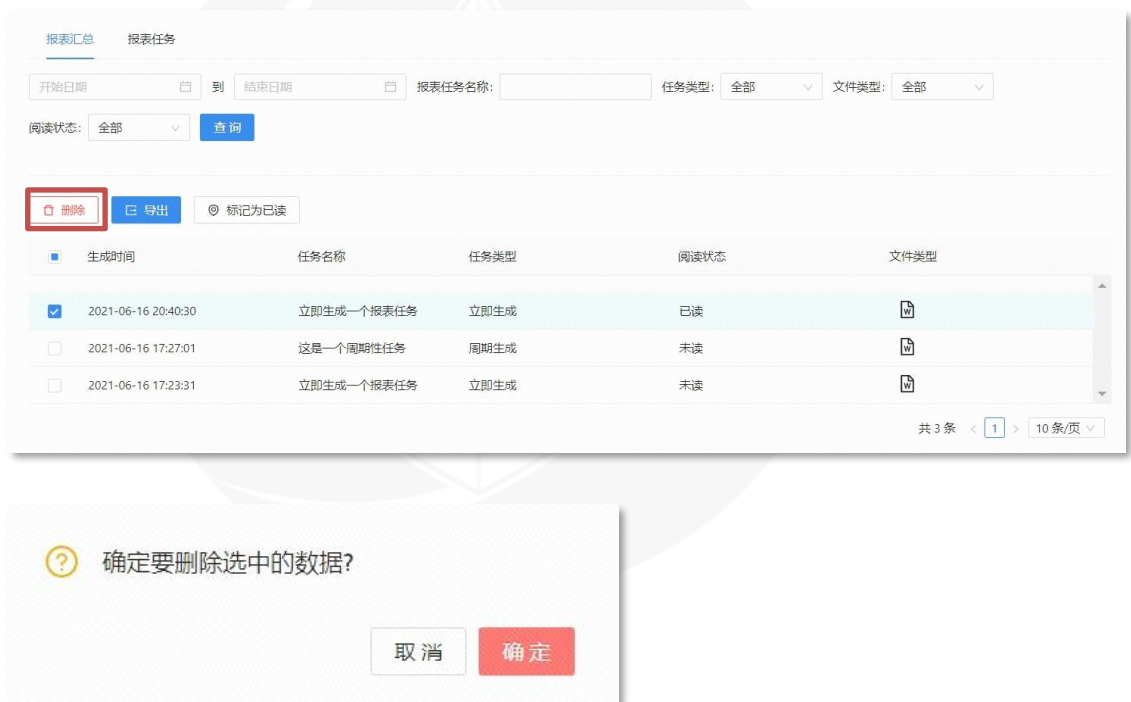 报表汇总 报表任务
开始日期 到 结束日期 报表任务名称: 任务类型: 全部 文件类型: 全部
阅读状态: 全部 查询
删除 导出 标记为已读
生成时间 任务名称 任务类型 阅读状态 文件类型
2021-06-16 20:40:30 立即生成一个报表任务 立即生成 已读 W
2021-06-16 17:27:01 这是一个周期性任务 周期生成 未读 W
2021-06-16 17:23:31 立即生成一个报表任务 立即生成 未读 W
共 3 条 < 1 > 10 条/页
确定要删除选中的数据?
取消 确定